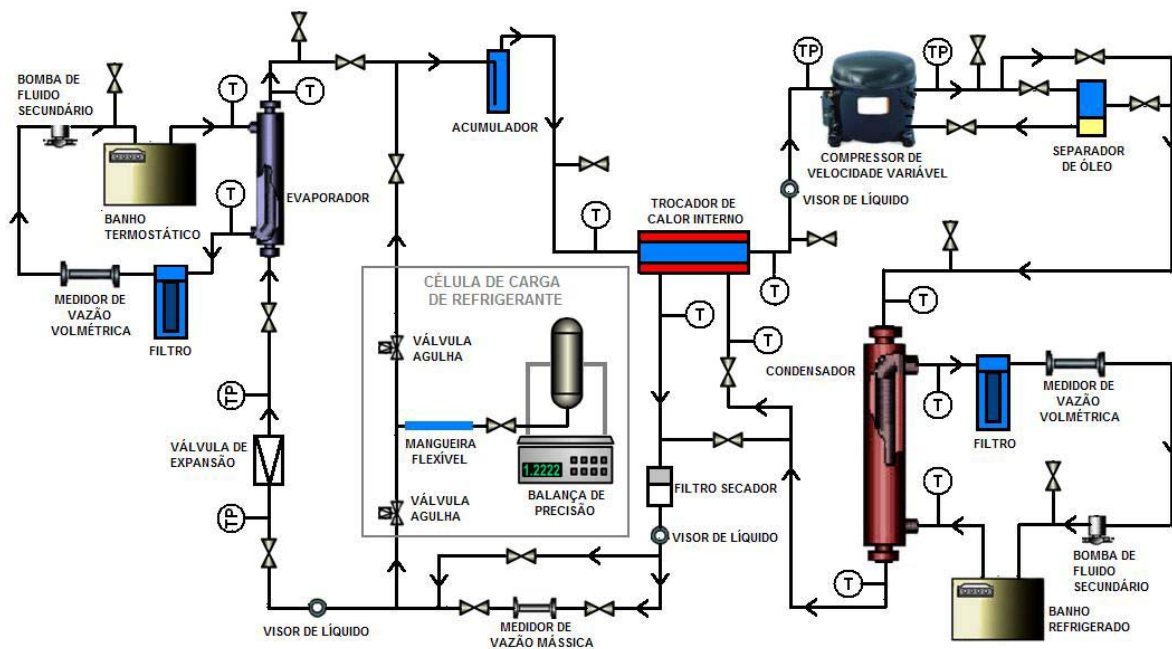 BOMBA DE
FLUIDO
SECUNDÁRIO
T
T
BANHO
TERMOSTÁTICO
T
EVAPORADOR
MEDIDOR DE
VAZÃO
VOLMÉTRICA
FILTRO
ACUMULADOR
TP
TP
COMPRESSOR DE
VELOCIDADE VARIÁVEL
SEPARADOR
DE ÓLEO
VISOR DE LÍQUIDO
TROCADOR DE
CALOR INTERNO
T
T
T
T
T
CÉLULA DE CARGA
DE REFRIGERANTE
VÁLVULA
AGULHA
MANGUEIRA
FLEXÍVEL
1.2222
BALANÇA DE
PRECISÃO
VÁLVULA
AGULHA
TP
VÁLVULA DE
EXPANSÃO
TP
VISOR DE LÍQUIDO
MEDIDOR DE
VAZÃO MÁSSICA
FILTRO SECADOR
VISOR DE LÍQUIDO
CONDENSADOR
T
FILTRO
MEDIDOR DE
VAZÃO
VOLMÉTRICA
T
T
BOMBA DE
FLUIDO
SECUNDÁRIO
BANHO
REFRIGERADO